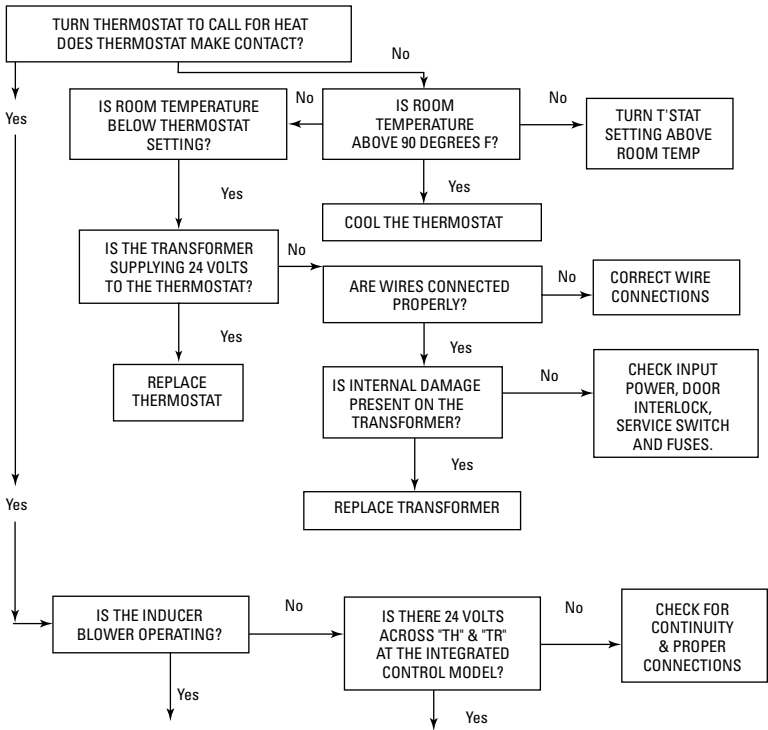 TURN THERMOSTAT TO CALL FOR HEAT
DOES THERMOSTAT MAKE CONTACT?
No
Yes
IS ROOM TEMPERATURE
BELOW THERMOSTAT
SETTING?
No
IS ROOM
TEMPERATURE
ABOVE 90 DEGREES F?
No
TURN T'STAT
SETTING ABOVE
ROOM TEMP
Yes
Yes
COOL THE THERMOSTAT
IS THE TRANSFORMER
SUPPLYING 24 VOLTS
TO THE THERMOSTAT?
No
ARE WIRES CONNECTED
PROPERLY?
No
CORRECT WIRE
CONNECTIONS
Yes
Yes
REPLACE
THERMOSTAT
IS INTERNAL DAMAGE
PRESENT ON THE
TRANSFORMER?
No
CHECK INPUT
POWER, DOOR
INTERLOCK,
SERVICE SWITCH
AND FUSES.
Yes
REPLACE TRANSFORMER
Yes
IS THE INDUCER
BLOWER OPERATING?
No
IS THERE 24 VOLTS
ACROSS "TH" & "TR"
AT THE INTEGRATED
CONTROL MODEL?
No
CHECK FOR
CONTINUITY
& PROPER
CONNECTIONS
Yes
Yes